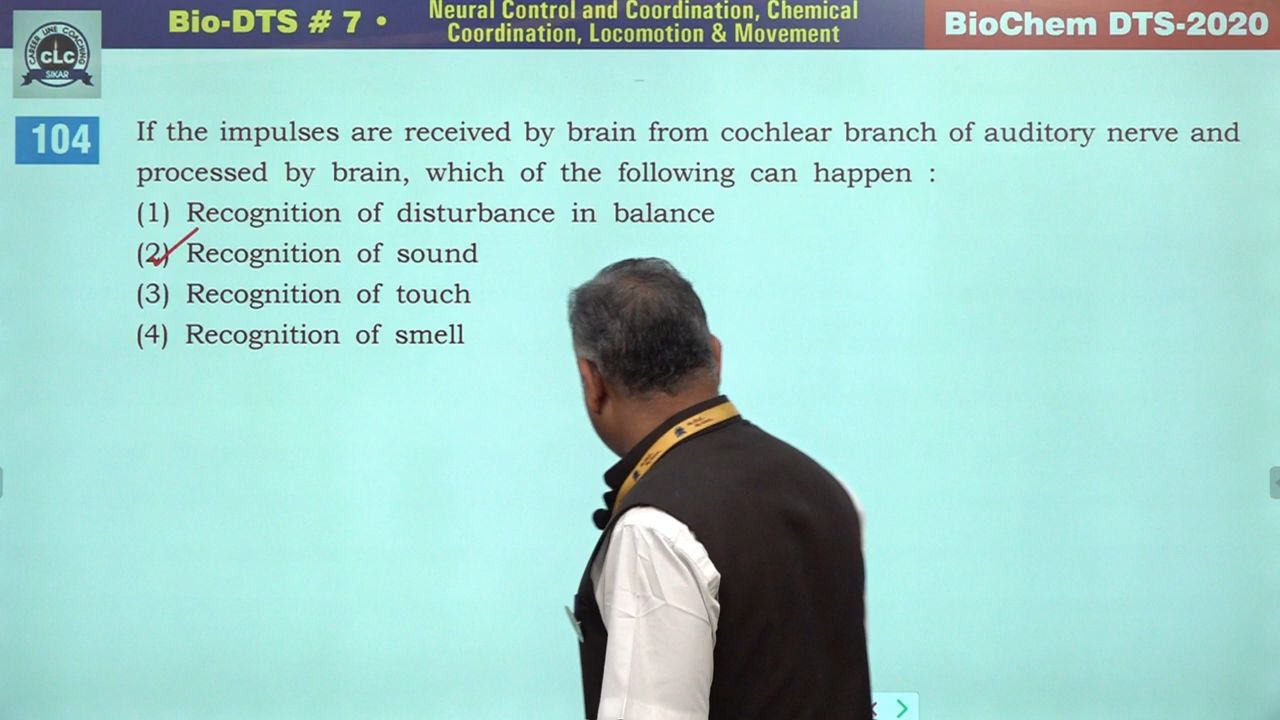 Bio-DTS # 7 •
Neural Control and Coordination, Chemical
Coordination, Locomotion & Movement
BioChem DTS-2020
CAREER LINE COACHING
CLC
SIKAR
104
If the impulses are received by brain from cochlear branch of auditory nerve and
processed by brain, which of the following can happen :
(1) Recognition of disturbance in balance
(2) Recognition of sound
(3) Recognition of touch
(4) Recognition of smell